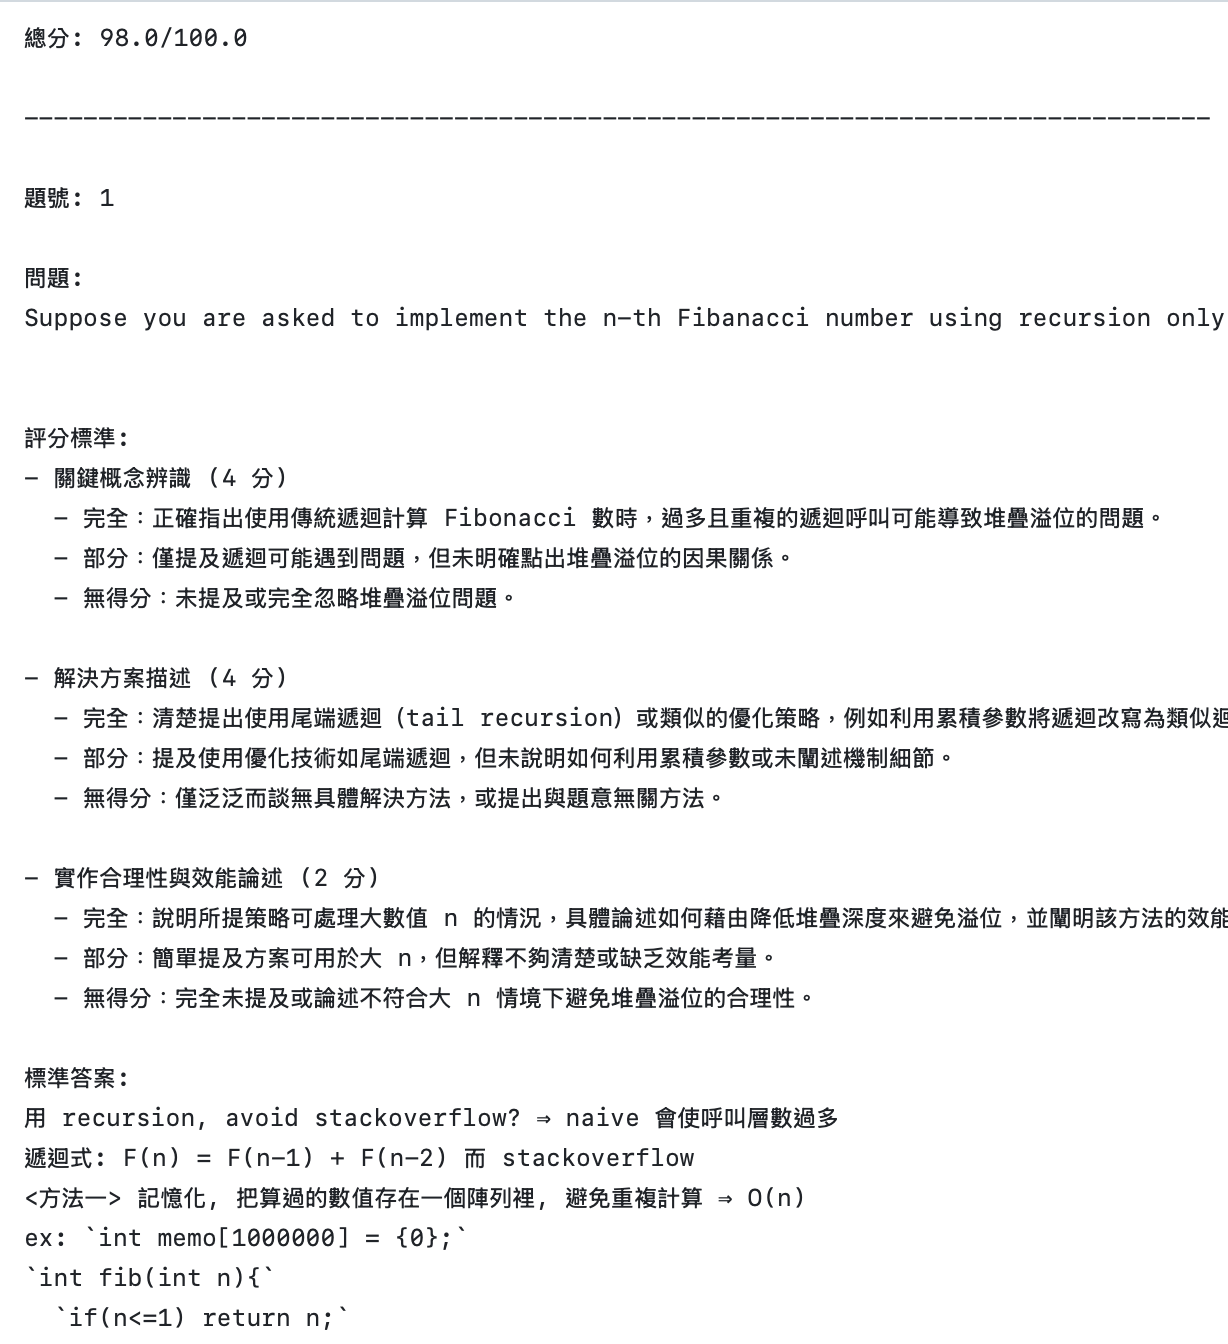 總分: 98.0/100.0
--------------------------------------------------------------------------------
題號: 1
問題:
Suppose you are asked to implement the n-th Fibanacci number using recursion only
評分標準:
- 關鍵概念辨識 (4 分)
- 完全：正確指出使用傳統遞迴計算 Fibonacci 數時，過多且重複的遞迴呼叫可能導致堆疊溢位的問題。
- 部分：僅提及遞迴可能遇到問題，但未明確點出堆疊溢位的因果關係。
- 無得分：未提及或完全忽略堆疊溢位問題。
- 解決方案描述 (4 分)
- 完全：清楚提出使用尾端遞迴（tail recursion）或類似的優化策略，例如利用累積參數將遞迴改寫為類似迴
- 部分：提及使用優化技術如尾端遞迴，但未說明如何利用累積參數或未闡述機制細節。
- 無得分：僅泛泛而談無具體解決方法，或提出與題意無關方法。
- 實作合理性與效能論述 (2 分)
- 完全：說明所提策略可處理大數值 n 的情況，具體論述如何藉由降低堆疊深度來避免溢位，並闡明該方法的效能
- 部分：簡單提及方案可用於大 n，但解釋不夠清楚或缺乏效能考量。
- 無得分：完全未提及或論述不符合大 n 情境下避免堆疊溢位的合理性。
標準答案:
用 recursion, avoid stackoverflow? ⇒ naive 會使呼叫層數過多
遞迴式: F(n) = F(n-1) + F(n-2) 而 stackoverflow
<方法一> 記憶化, 把算過的數值存在一個陣列裡, 避免重複計算 ⇒ O(n)
ex: `int memo[1000000] = {0};`
`int fib(int n){`
`if(n<=1) return n;`